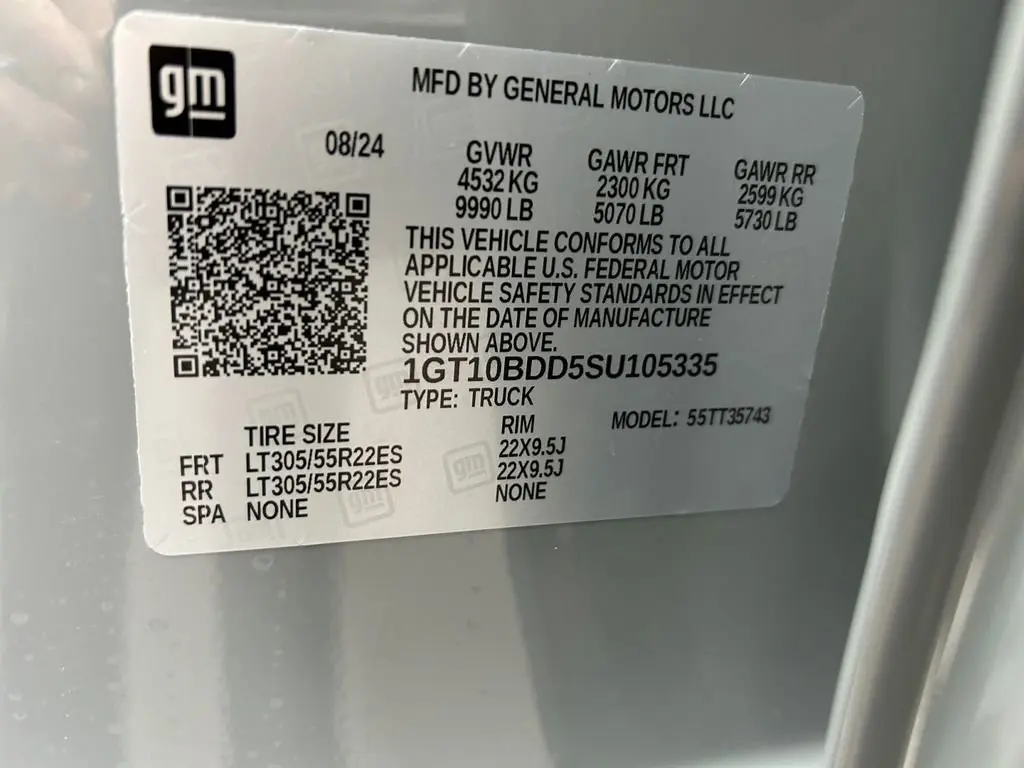 gm
MFD BY GENERAL MOTORS LLC
08/24
GVWR GAWR FRT GAWR RR
4532 KG 2300 KG 2599 KG
9990 LB 5070 LB 5730 LB
THIS VEHICLE CONFORMS TO ALL
APPLICABLE U.S. FEDERAL MOTOR
VEHICLE SAFETY STANDARDS IN EFFECT
ON THE DATE OF MANUFACTURE
SHOWN ABOVE.
1GT10BDD5SU105335
TYPE: TRUCK
MODEL: 55TT35743
TIRE SIZE RIM
FRT LT305/55R22ES 22X9.5J
RR LT305/55R22ES 22X9.5J
SPA NONE NONE